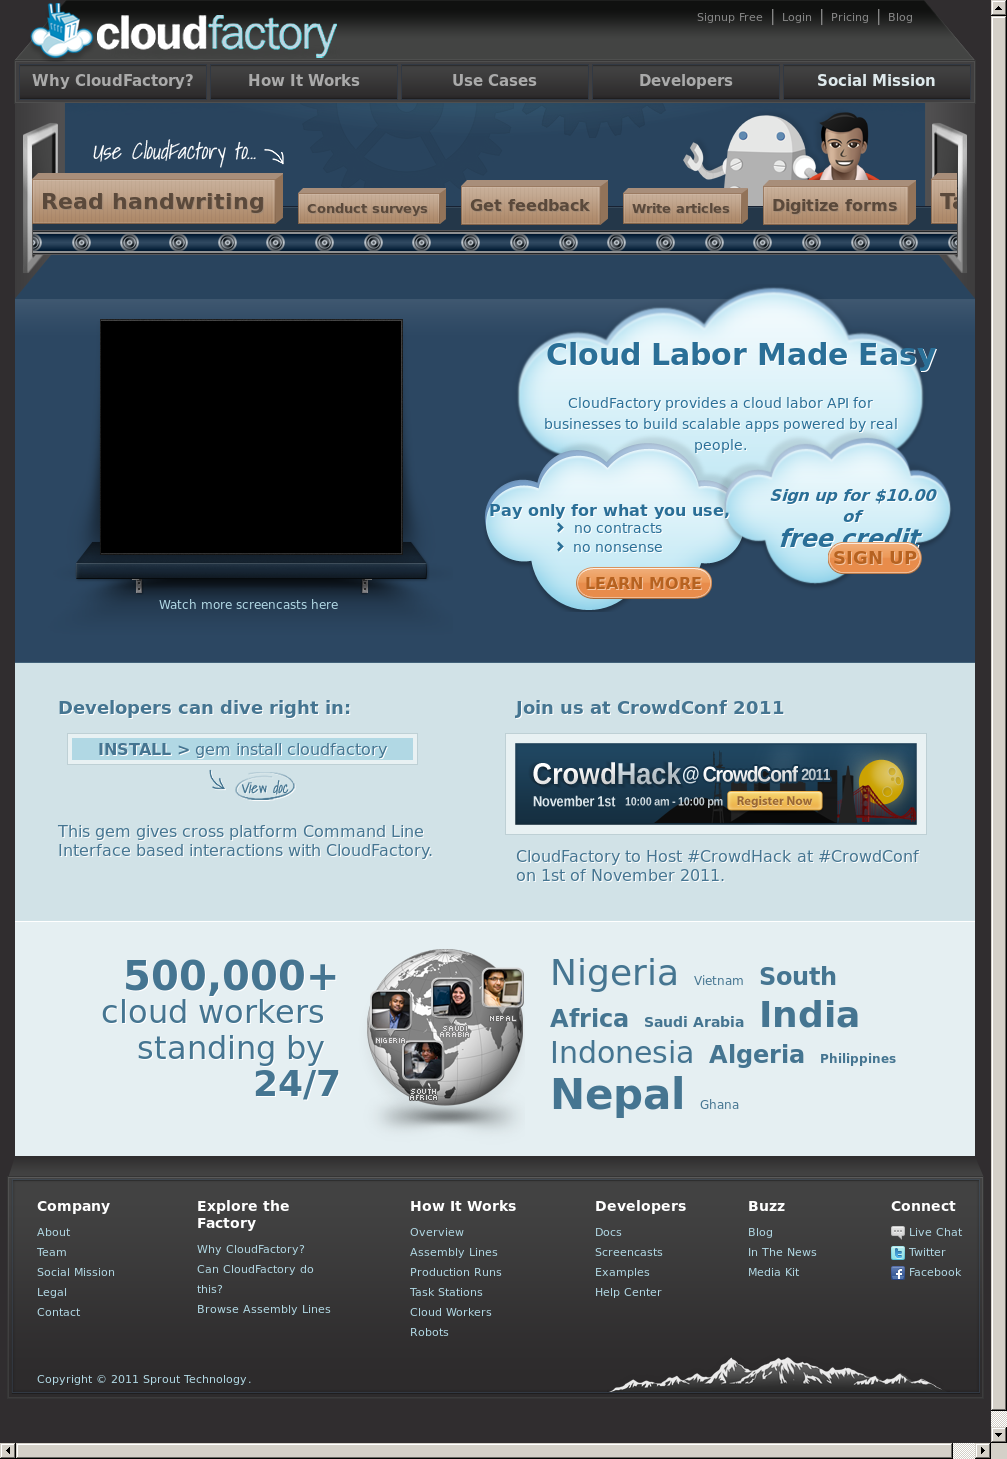 cloudfactory
Signup Free | Login | Pricing | Blog
Why CloudFactory? How It Works Use Cases Developers Social Mission
Use CloudFactory to...
Read handwriting Conduct surveys Get feedback Write articles Digitize forms Ta
Cloud Labor Made Easy
CloudFactory provides a cloud labor API for
businesses to build scalable apps powered by real
people.
Pay only for what you use,
no contracts
no nonsense
LEARN MORE
Sign up for $10.00
of
free credit
SIGN UP
Watch more screencasts here
Developers can dive right in:
INSTALL > gem install cloudfactory
View doc
This gem gives cross platform Command Line
Interface based interactions with CloudFactory.
Join us at CrowdConf 2011
CrowdHack @ CrowdConf 2011
November 1st 10:00 am - 10:00 pm Register Now
CloudFactory to Host #CrowdHack at #CrowdConf
on 1st of November 2011.
500,000+
cloud workers
standing by
24/7
NIGERIA
SAUDI
ARABIA
NEPAL
SOUTH
AFRICA
Nigeria Vietnam South
Africa Saudi Arabia India
Indonesia Algeria Philippines
Nepal Ghana
Company
About
Team
Social Mission
Legal
Contact
Explore the
Factory
Why CloudFactory?
Can CloudFactory do
this?
Browse Assembly Lines
How It Works
Overview
Assembly Lines
Production Runs
Task Stations
Cloud Workers
Robots
Developers
Docs
Screencasts
Examples
Help Center
Buzz
Blog
In The News
Media Kit
Connect
Live Chat
Twitter
Facebook
Copyright © 2011 Sprout Technology.